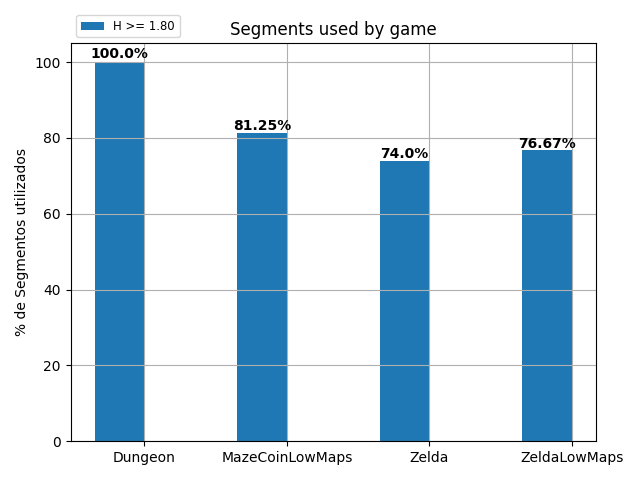 H >= 1.80
Segments used by game
% de Segmentos utilizados
100
80
60
40
20
0
100.0%
81.25%
74.0%
76.67%
Dungeon
MazeCoinLowMaps
Zelda
ZeldaLowMaps